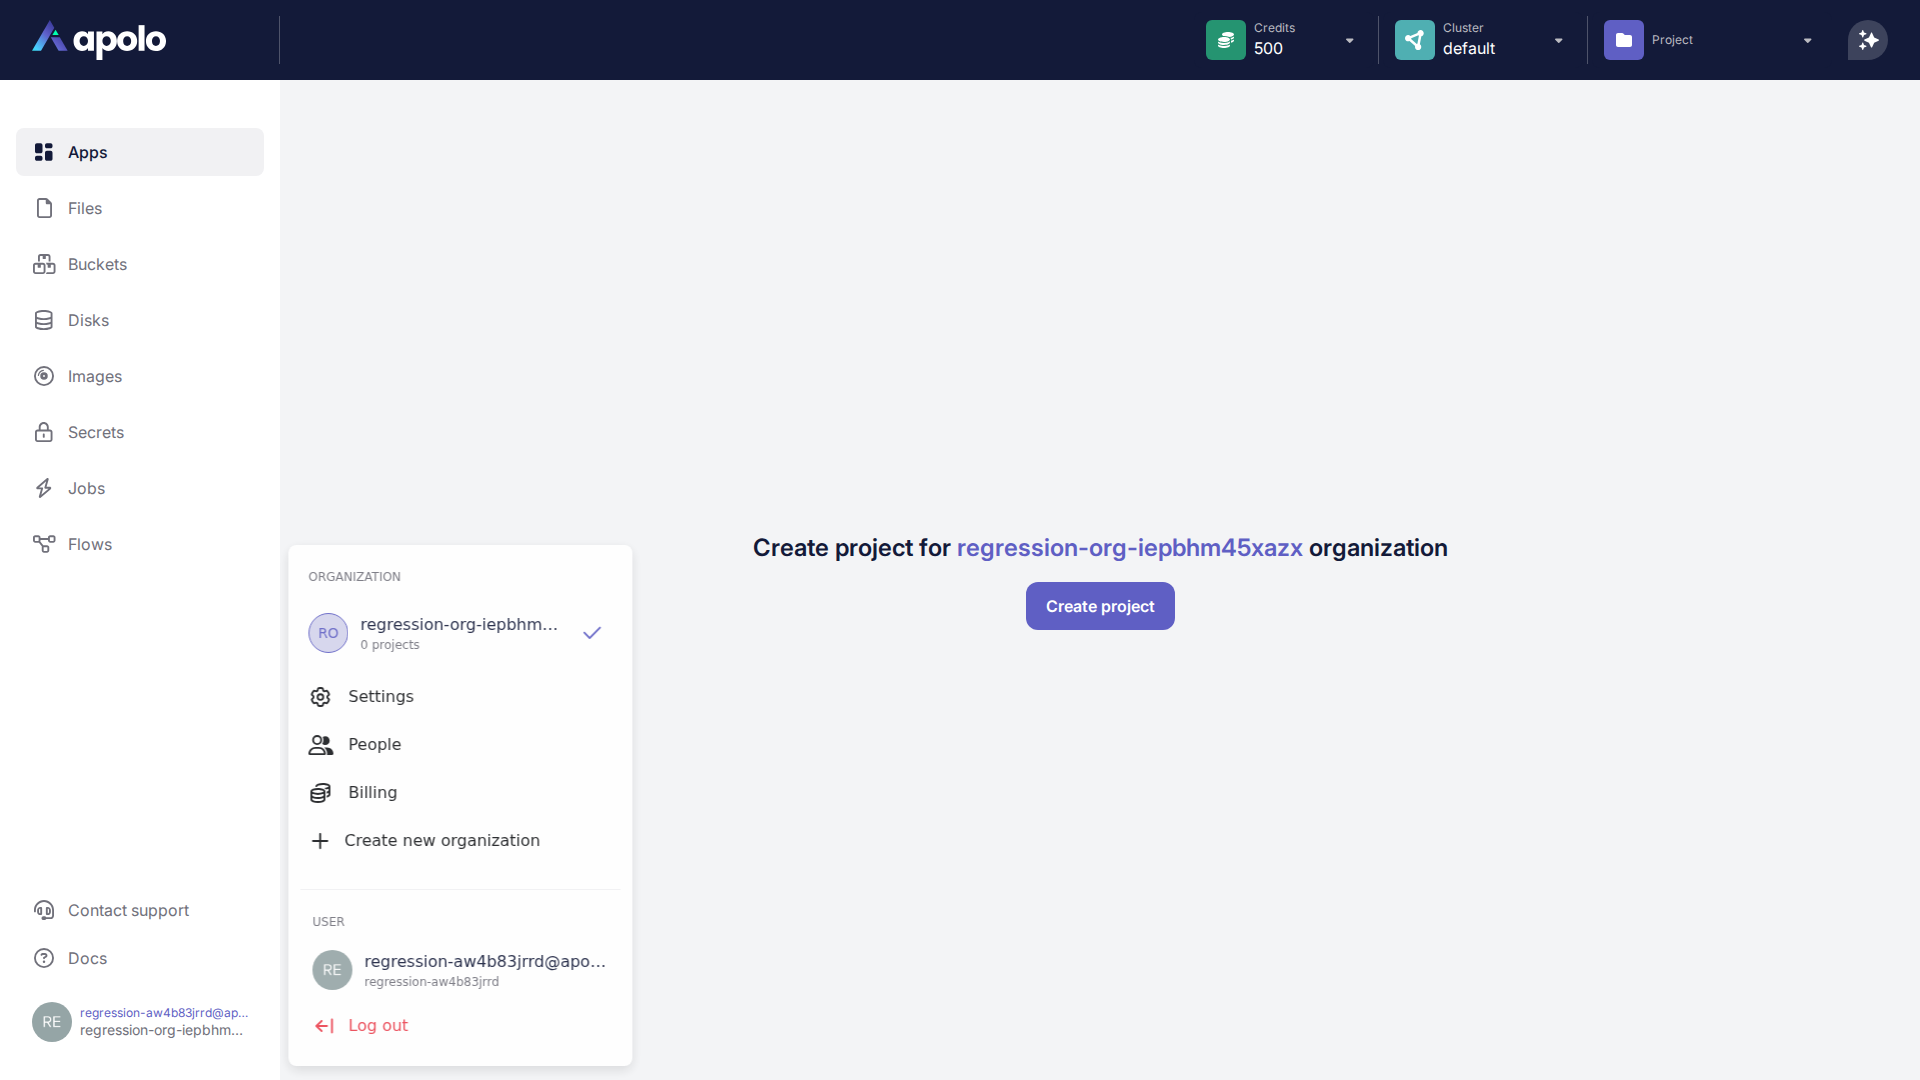 apolo
Credits
500
Cluster
default
Project
Apps
Files
Buckets
Disks
Images
Secrets
Jobs
Flows
Contact support
Docs
RE
regression-aw4b83jrrd@ap...
regression-org-iepbhm...
ORGANIZATION
RO
regression-org-iepbhm...
0 projects
Settings
People
Billing
Create new organization
USER
RE
regression-aw4b83jrrd@apo...
regression-aw4b83jrrd
Log out
Create project for regression-org-iepbhm45xazx organization
Create project